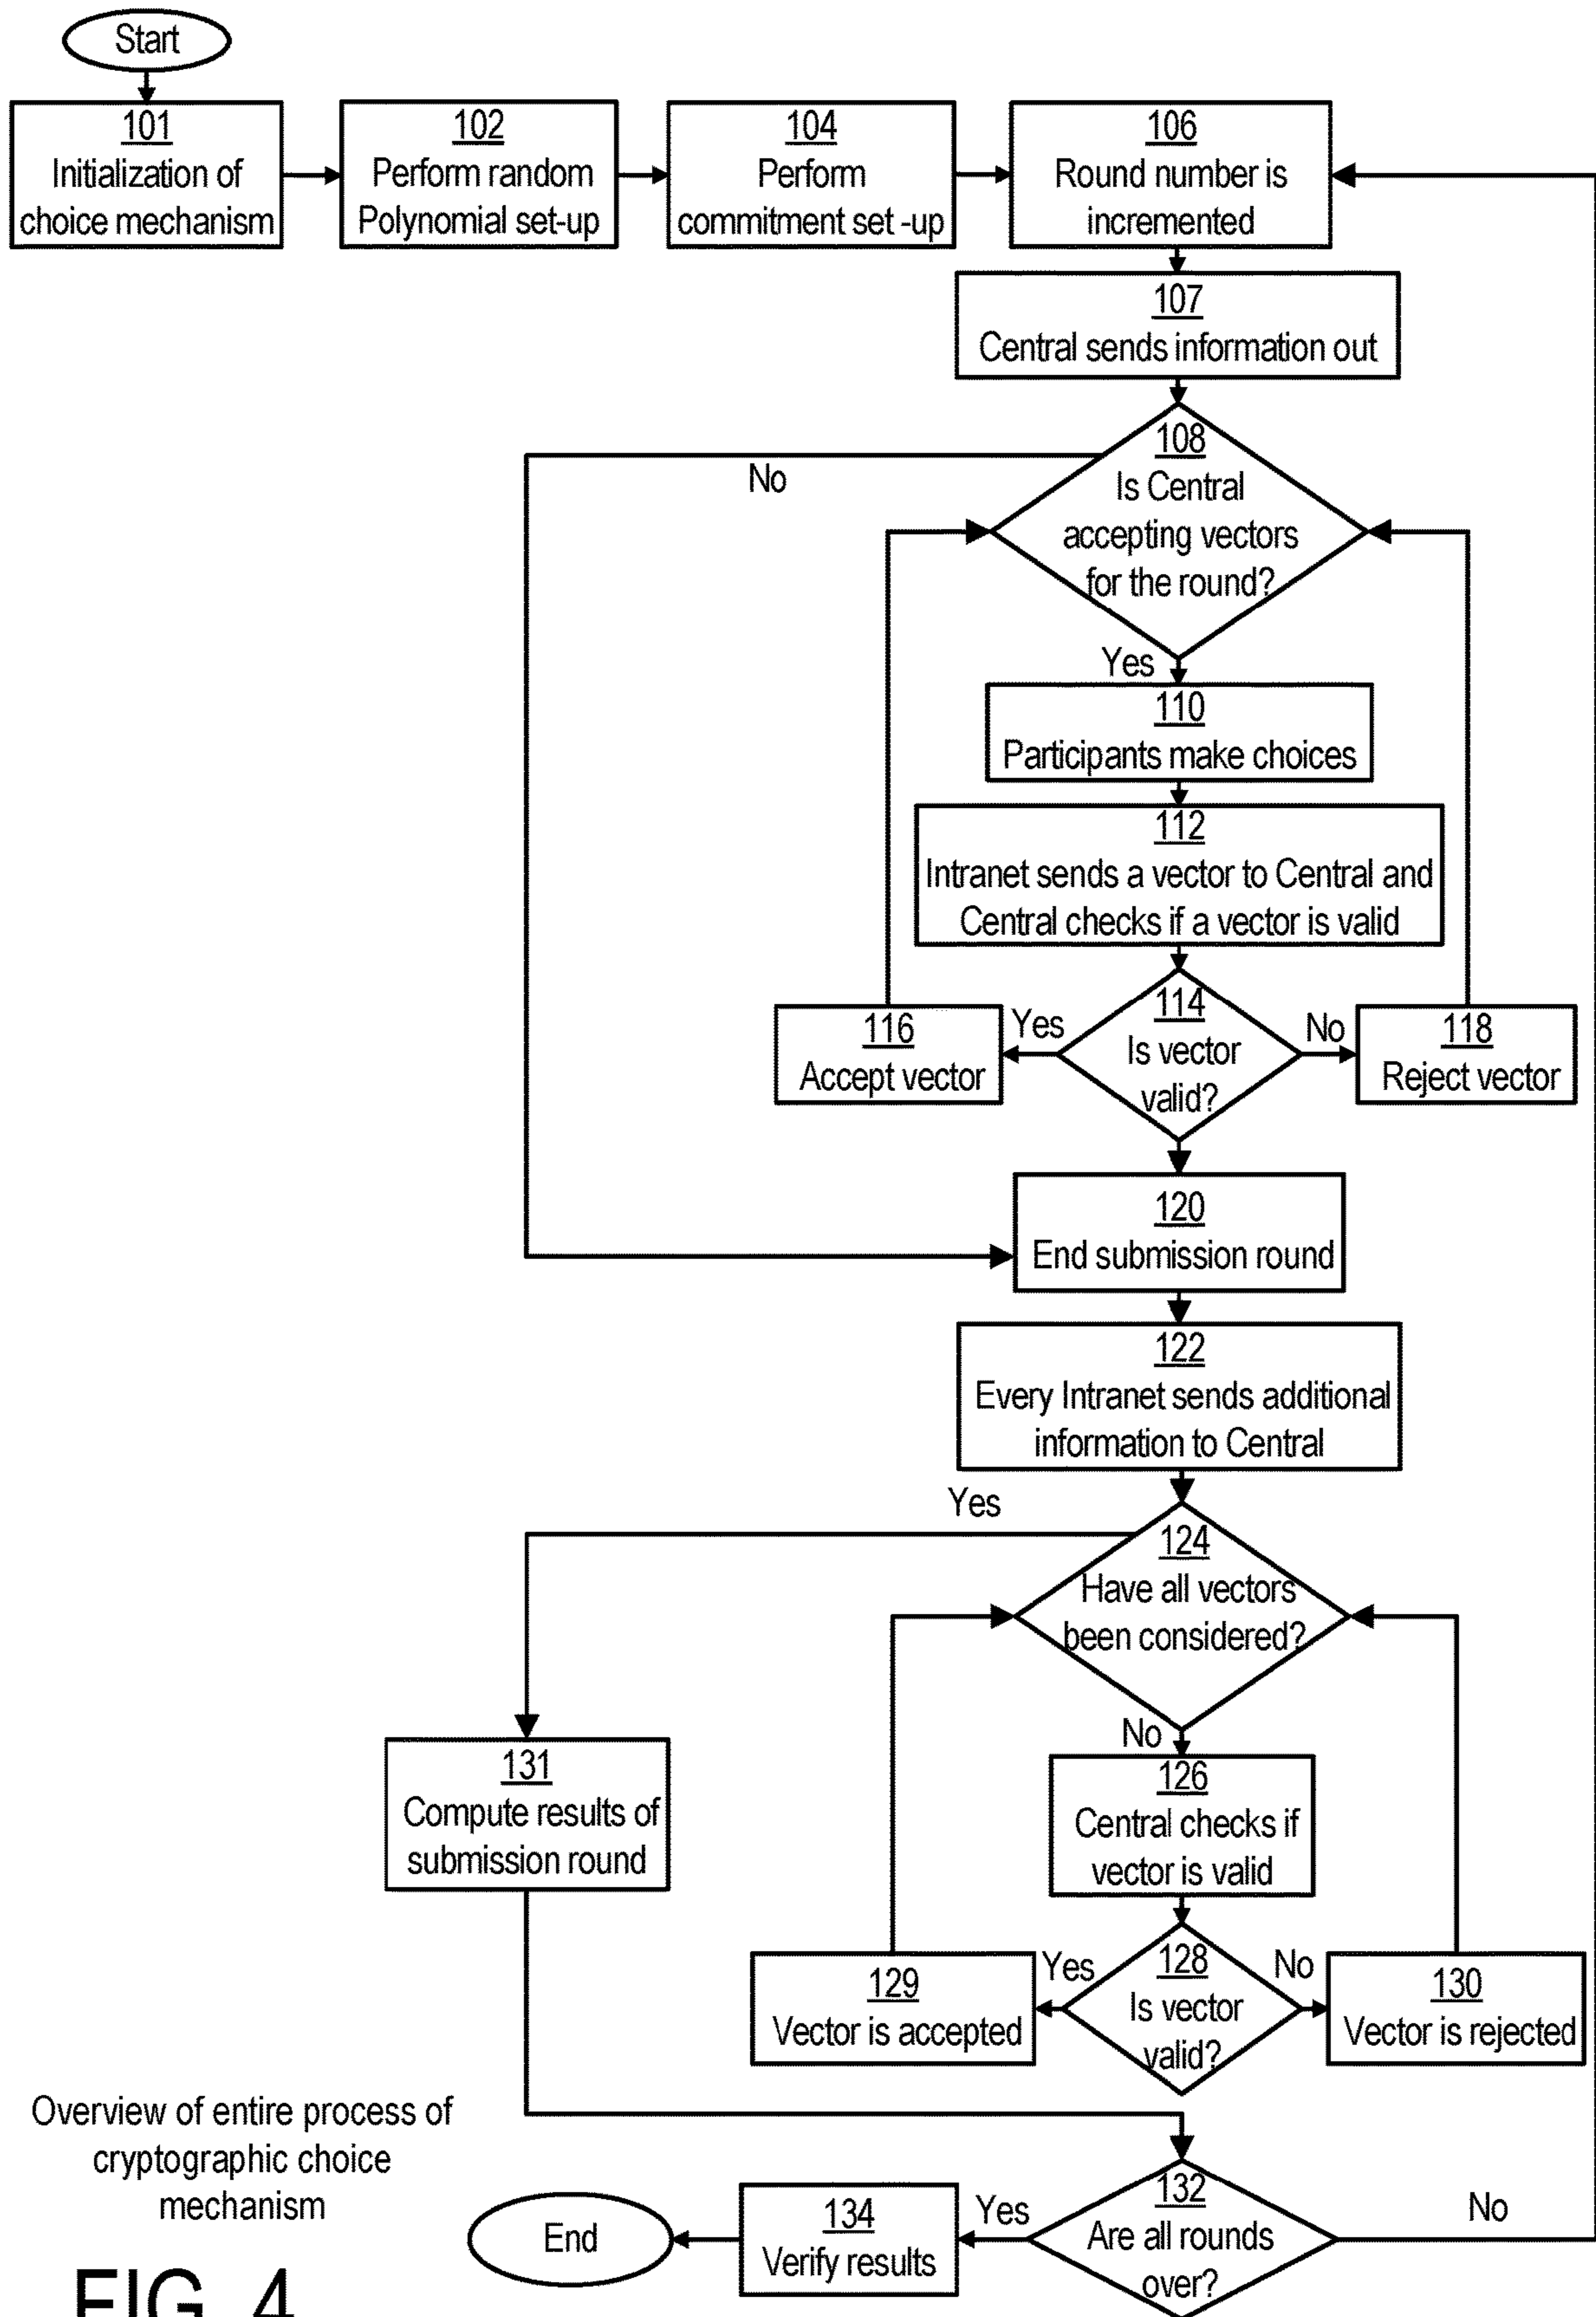 Start
101
Initialization of
choice mechanism
102
Perform random
Polynomial set-up
104
Perform
commitment set -up
106
Round number is
incremented
107
Central sends information out
108
Is Central
accepting vectors
for the round?
No
Yes
110
Participants make choices
112
Intranet sends a vector to Central and
Central checks if a vector is valid
114
Is vector
valid?
Yes
No
116
Accept vector
118
Reject vector
120
End submission round
122
Every Intranet sends additional
information to Central
Yes
124
Have all vectors
been considered?
No
131
Compute results of
submission round
126
Central checks if
vector is valid
128
Is vector
valid?
Yes
No
129
Vector is accepted
130
Vector is rejected
Overview of entire process of
cryptographic choice
mechanism
132
Are all rounds
over?
Yes
No
134
Verify results
End
FIG. 4